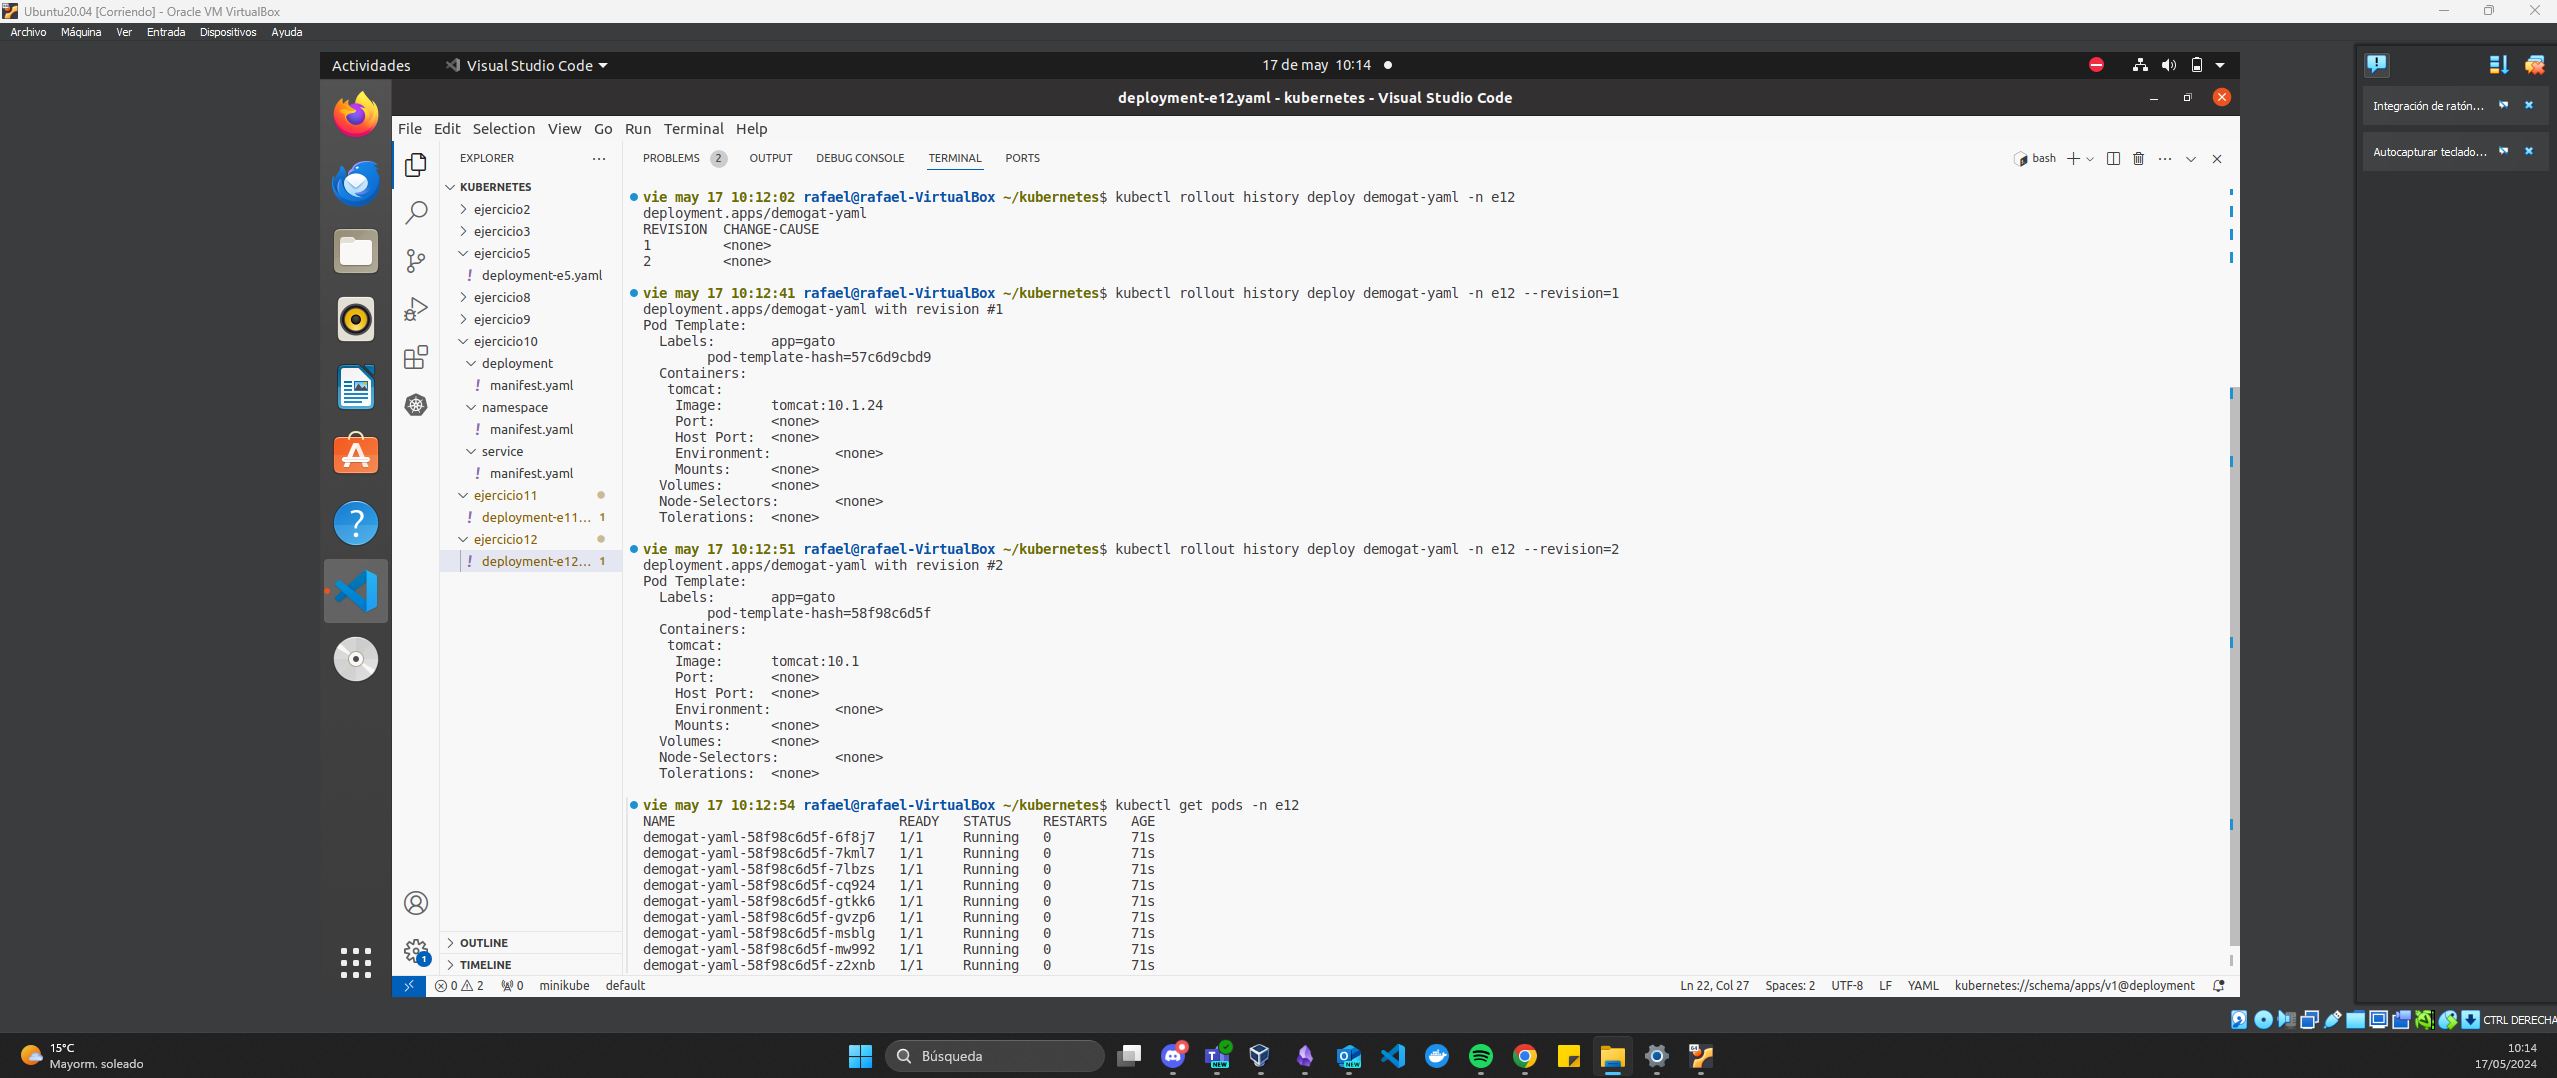 Ubuntu20.04 [Corriendo] - Oracle VM VirtualBox
Archivo Máquina Ver Entrada Dispositivos Ayuda
Actividades Visual Studio Code 17 de may 10:14
deployment-e12.yaml - kubernetes - Visual Studio Code
File Edit Selection View Go Run Terminal Help
EXPLORER
KUBERNETES
ejercicio2
ejercicio3
ejercicio5
deployment-e5.yaml
ejercicio8
ejercicio9
ejercicio10
deployment
manifest.yaml
namespace
manifest.yaml
service
manifest.yaml
ejercicio11
deployment-e11... 1
ejercicio12
deployment-e12... 1
OUTLINE
TIMELINE
PROBLEMS 2 OUTPUT DEBUG CONSOLE TERMINAL PORTS bash
vie may 17 10:12:02 rafael@rafael-VirtualBox ~/kubernetes$ kubectl rollout history deploy demogat-yaml -n e12
deployment.apps/demogat-yaml
REVISION CHANGE-CAUSE
1 <none>
2 <none>
vie may 17 10:12:41 rafael@rafael-VirtualBox ~/kubernetes$ kubectl rollout history deploy demogat-yaml -n e12 --revision=1
deployment.apps/demogat-yaml with revision #1
Pod Template:
Labels: app=gato
pod-template-hash=57c6d9cbd9
Containers:
tomcat:
Image: tomcat:10.1.24
Port: <none>
Host Port: <none>
Environment: <none>
Mounts: <none>
Volumes: <none>
Node-Selectors: <none>
Tolerations: <none>
vie may 17 10:12:51 rafael@rafael-VirtualBox ~/kubernetes$ kubectl rollout history deploy demogat-yaml -n e12 --revision=2
deployment.apps/demogat-yaml with revision #2
Pod Template:
Labels: app=gato
pod-template-hash=58f98c6d5f
Containers:
tomcat:
Image: tomcat:10.1
Port: <none>
Host Port: <none>
Environment: <none>
Mounts: <none>
Volumes: <none>
Node-Selectors: <none>
Tolerations: <none>
vie may 17 10:12:54 rafael@rafael-VirtualBox ~/kubernetes$ kubectl get pods -n e12
NAME READY STATUS RESTARTS AGE
demogat-yaml-58f98c6d5f-6f8j7 1/1 Running 0 71s
demogat-yaml-58f98c6d5f-7kml7 1/1 Running 0 71s
demogat-yaml-58f98c6d5f-7lbzs 1/1 Running 0 71s
demogat-yaml-58f98c6d5f-cq924 1/1 Running 0 71s
demogat-yaml-58f98c6d5f-gtkk6 1/1 Running 0 71s
demogat-yaml-58f98c6d5f-gvzp6 1/1 Running 0 71s
demogat-yaml-58f98c6d5f-msblg 1/1 Running 0 71s
demogat-yaml-58f98c6d5f-mw992 1/1 Running 0 71s
demogat-yaml-58f98c6d5f-z2xnb 1/1 Running 0 71s
1
0 2 0 minikube default Ln 22, Col 27 Spaces: 2 UTF-8 LF YAML kubernetes://schema/apps/v1@deployment
Integración de ratón...
Autocapturar teclado...
CTRL DERECHA
15°C
Mayorm. soleado
Búsqueda
NEW
NEW
10:14
17/05/2024